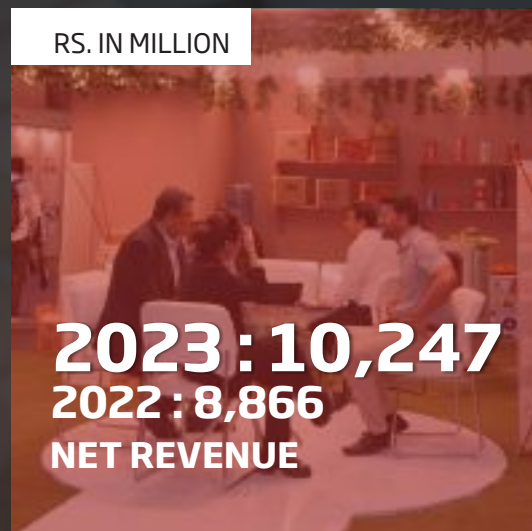 RS. IN MILLION
2023 : 10,247
2022 : 8,866
NET REVENUE